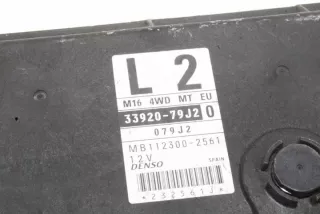 L 2
M16 4WD MT EU
33920-79J2 0
079J2
MB112300-2561
12V
DENSO SPAIN